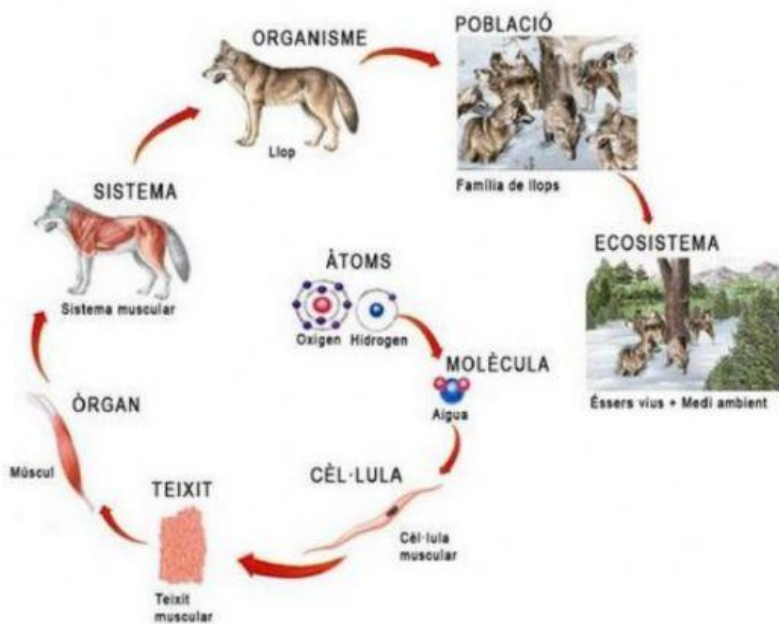 ÀTOMS
Oxigen Hidrogen
MOLÈCULA
Aigua
CÈL·LULA
Cèl·lula
muscular
TEIXIT
Teixit
muscular
ÒRGAN
Múscul
SISTEMA
Sistema muscular
ORGANISME
Llop
POBLACIÓ
Família de llops
ECOSISTEMA
Éssers vius + Medi ambient